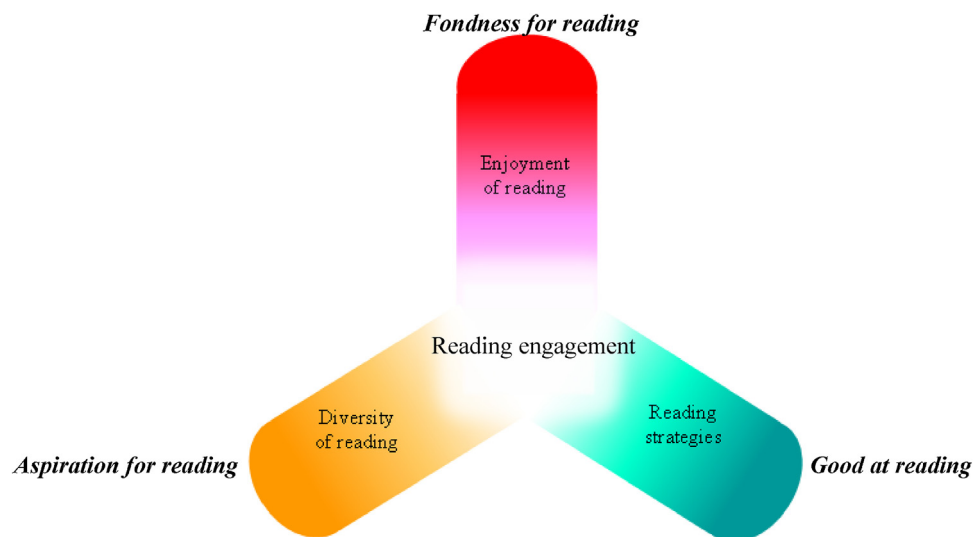 Fondness for reading
Enjoyment
of reading
Reading engagement
Diversity
of reading
Reading
strategies
Aspiration for reading
Good at reading